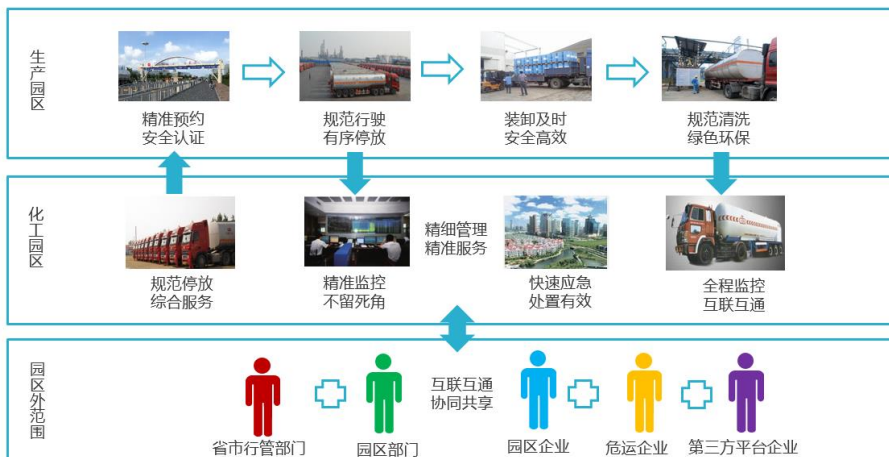 生产园区
精准预约
安全认证
规范行驶
有序停放
装卸及时
安全高效
规范清洗
绿色环保
化工园区
规范停放
综合服务
精准监控
不留死角
精细管理
精准服务
快速应急
处置有效
全程监控
互联互通
园区外范围
省市行管部门
园区部门
互联互通
协同共享
园区企业
危运企业
第三方平台企业